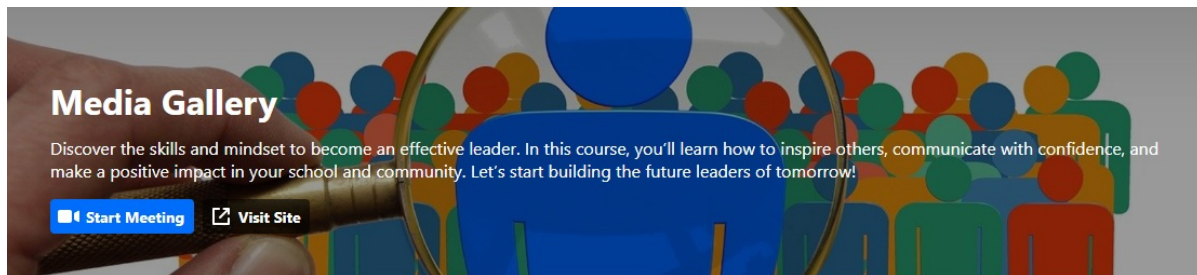 Media Gallery
Discover the skills and mindset to become an effective leader. In this course, you'll learn how to inspire others, communicate with confidence, and
make a positive impact in your school and community. Let's start building the future leaders of tomorrow!
Start Meeting
Visit Site